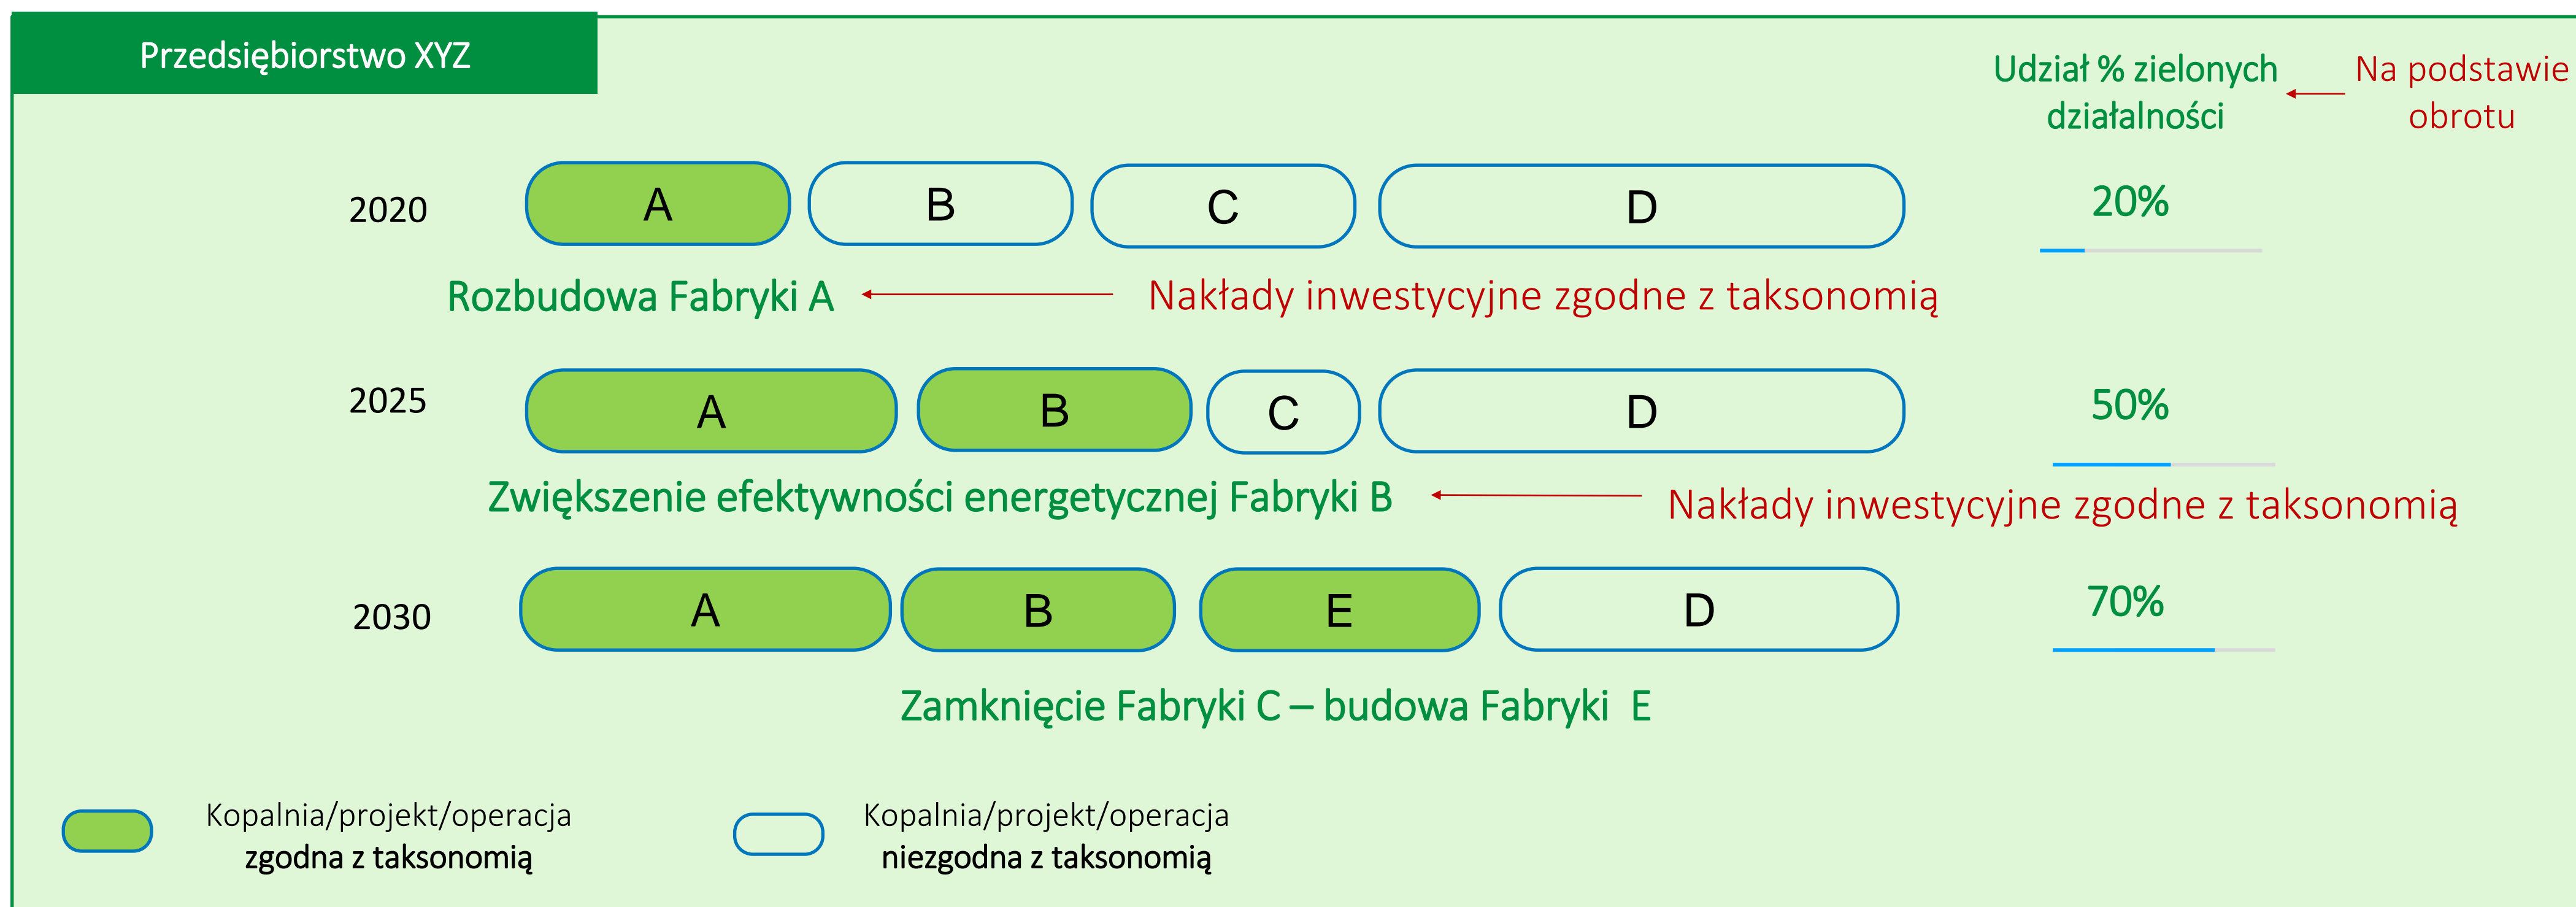 Przedsiębiorstwo XYZ
Udział % zielonych
działalności
Na podstawie
obrotu
2020
A
B
C
D
20%
Rozbudowa Fabryki A
Nakłady inwestycyjne zgodne z taksonomią
2025
A
B
C
D
50%
Zwiększenie efektywności energetycznej Fabryki B
Nakłady inwestycyjne zgodne z taksonomią
2030
A
B
E
D
70%
Zamknięcie Fabryki C – budowa Fabryki E
Kopalnia/projekt/operacja
zgodna z taksonomią
Kopalnia/projekt/operacja
niezgodna z taksonomią